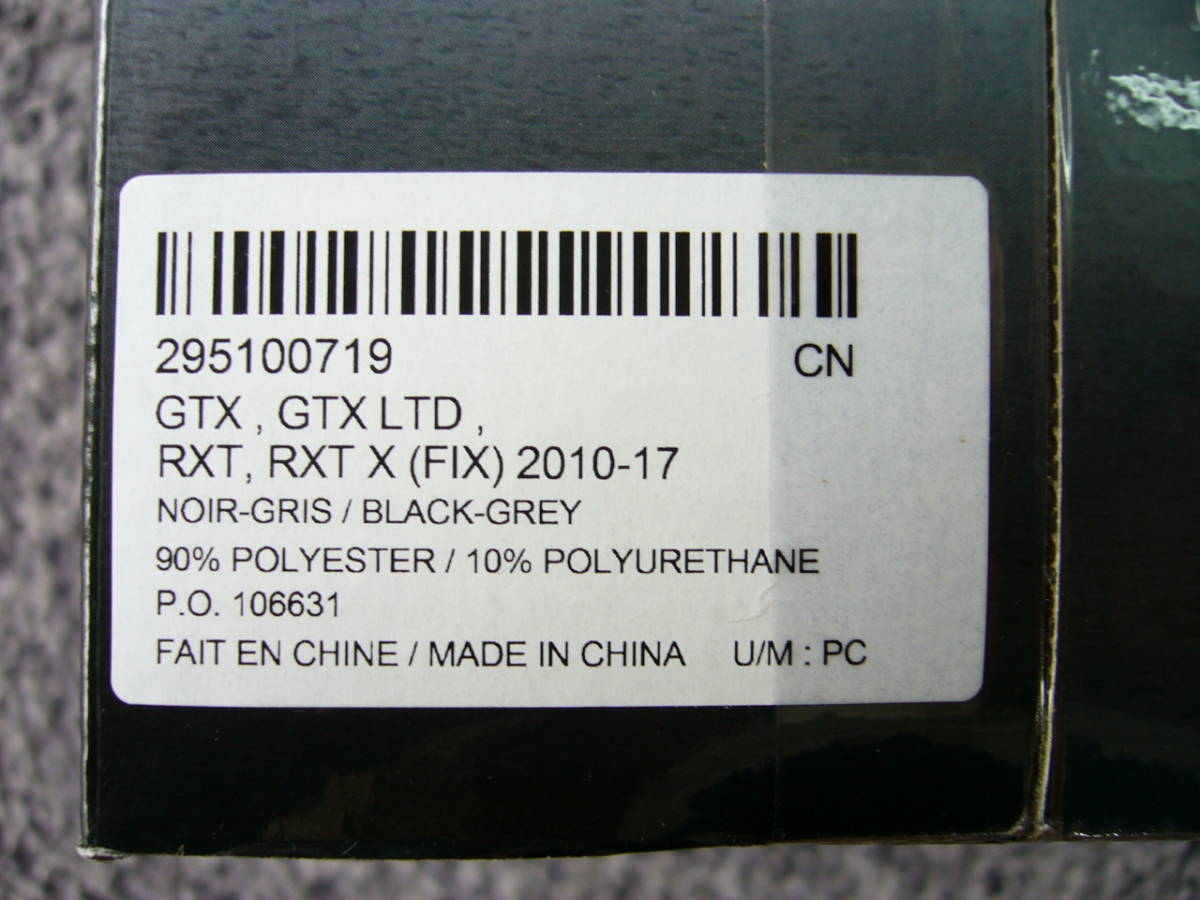 295100719 CN
GTX , GTX LTD ,
RXT, RXT X (FIX) 2010-17
NOIR-GRIS / BLACK-GREY
90% POLYESTER / 10% POLYURETHANE
P.O. 106631
FAIT EN CHINE / MADE IN CHINA U/M : PC